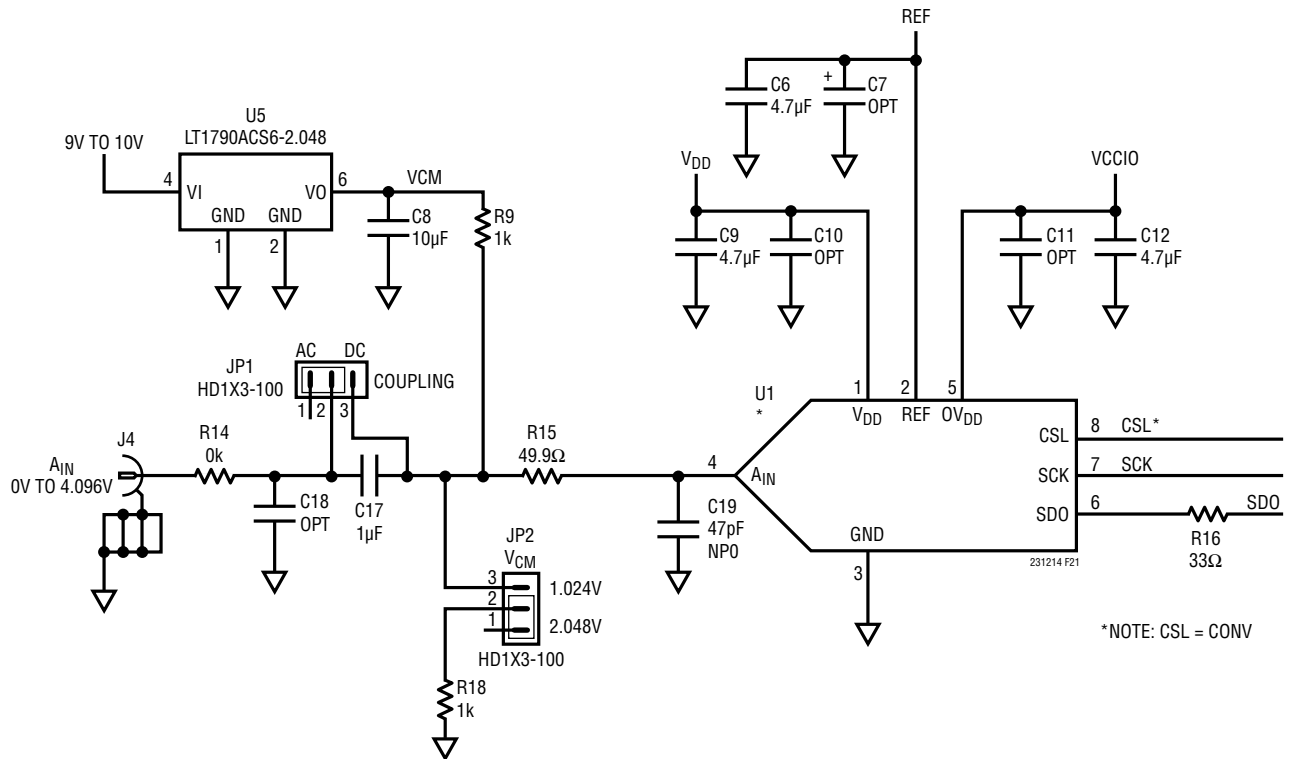 REF
C6
4.7µF
+
C7
OPT
U5
LT1790ACS6-2.048
9V TO 10V
4
VI
VO
6
VCM
GND
GND
1
2
C8
10µF
R9
1k
VDD
C9
4.7µF
C10
OPT
VCCIO
C11
OPT
C12
4.7µF
AC
DC
JP1
HD1X3-100
COUPLING
1
2
3
U1
*
1
2
5
VDD
REF
OVDD
CSL
8
CSL*
SCK
7
SCK
SDO
6
SDO
R16
33Ω
J4
AIN
0V TO 4.096V
R14
0k
C18
OPT
C17
1µF
R15
49.9Ω
4
AIN
C19
47pF
NPO
GND
3
231214 F21
JP2
VCM
3
1.024V
2
1
2.048V
HD1X3-100
R18
1k
*NOTE: CSL = CONV